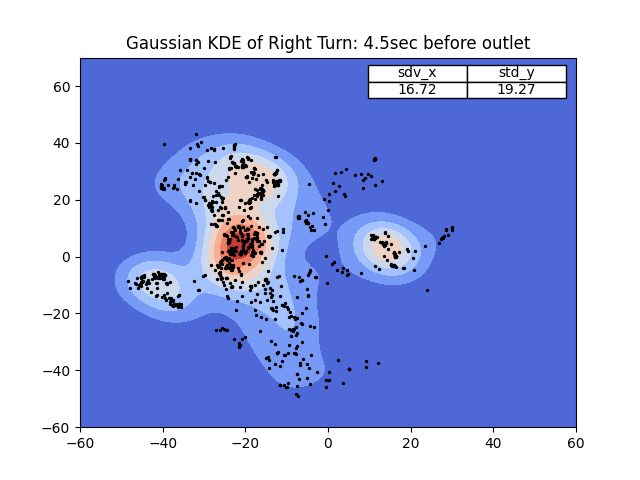 Gaussian KDE of Right Turn: 4.5sec before outlet
sdv_x std_y
16.72 19.27
60
40
20
0
−20
−40
−60
−60 −40 −20 0 20 40 60